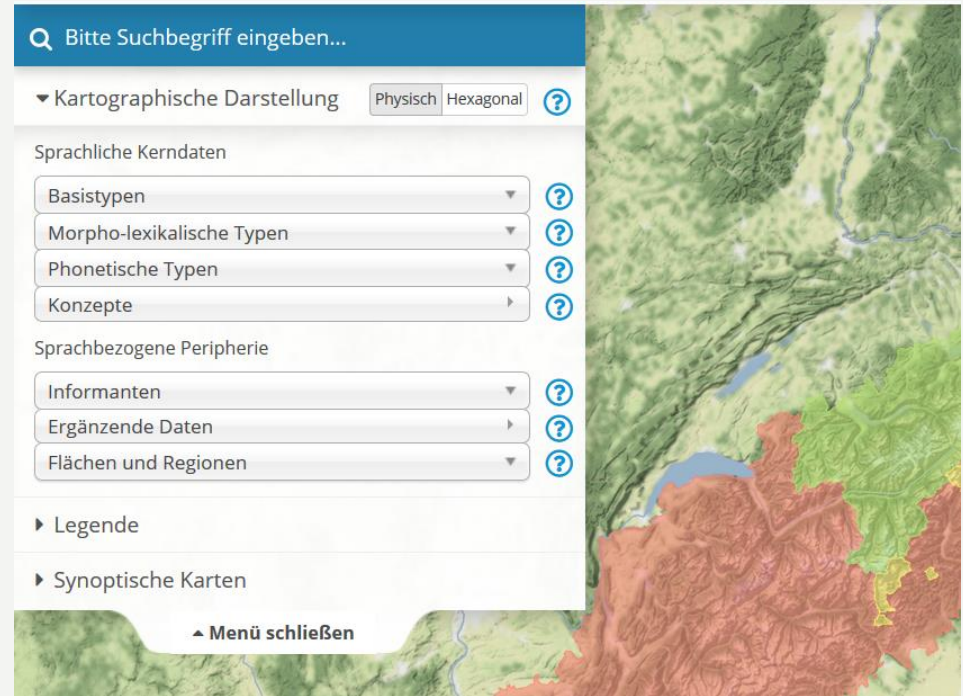 Bitte Suchbegriff eingeben...
Kartographische Darstellung Physisch Hexagonal ?
Sprachliche Kerndaten
Basistypen ?
Morpho-lexikalische Typen ?
Phonetische Typen ?
Konzepte ?
Sprachbezogene Peripherie
Informanten ?
Ergänzende Daten ?
Flächen und Regionen ?
Legende
Synoptische Karten
Menü schließen